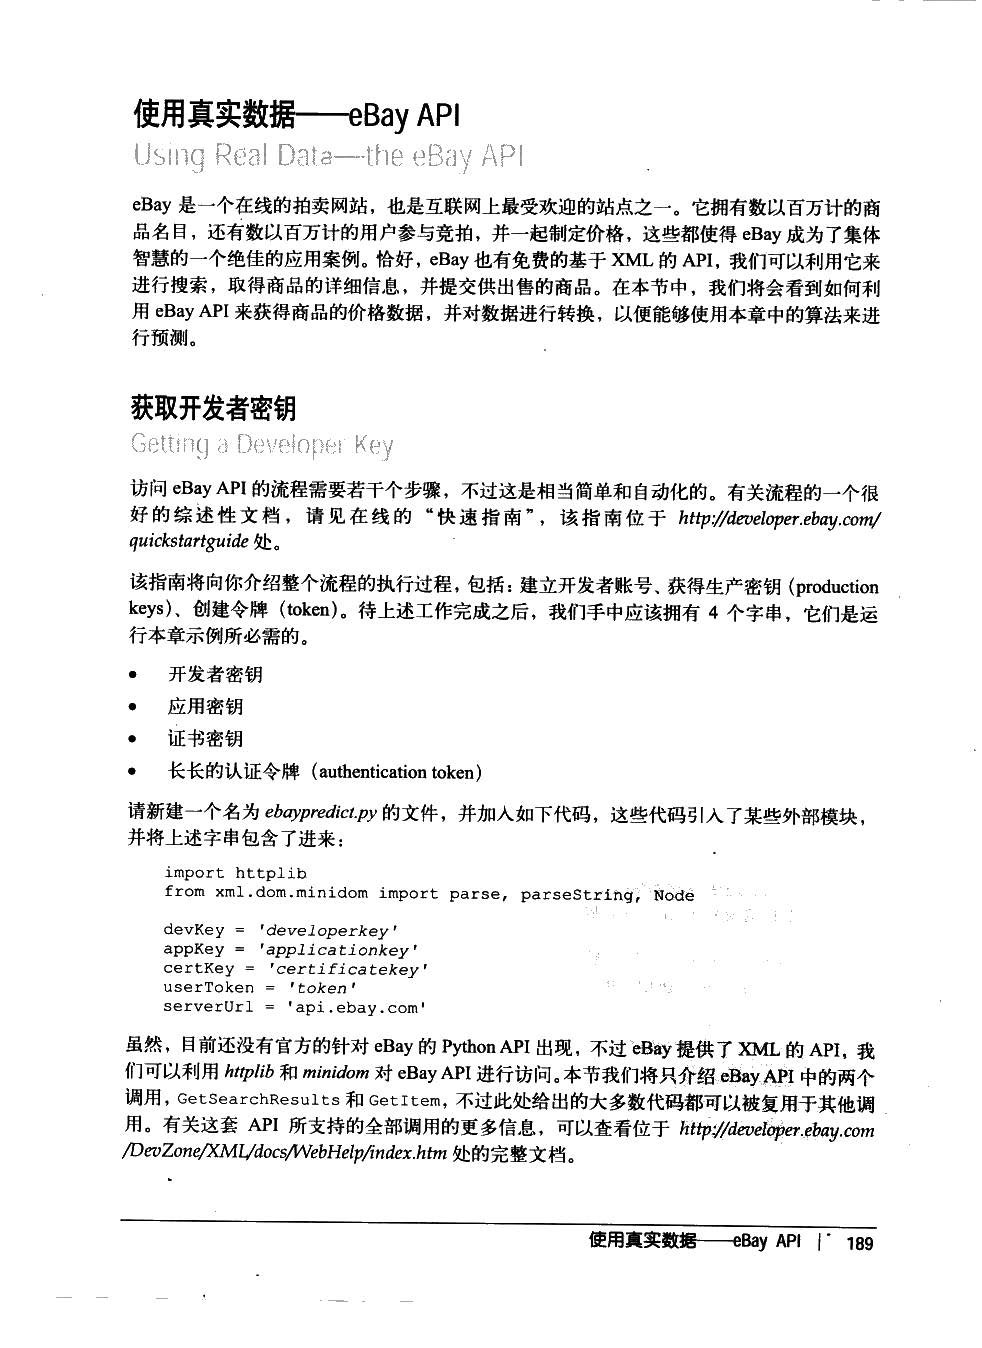 使用真实数据——eBay API
Using Real Data—the eBay API
eBay 是一个在线的拍卖网站，也是互联网上最受欢迎的站点之一。它拥有数以百万计的商
品名目，还有数以百万计的用户参与竞拍，并一起制定价格，这些都使得 eBay 成为了集体
智慧的一个绝佳的应用案例。恰好，eBay 也有免费的基于 XML 的 API，我们可以利用它来
进行搜索，取得商品的详细信息，并提交供出售的商品。在本节中，我们将会看到如何利
用 eBay API 来获得商品的价格数据，并对数据进行转换，以便能够使用本章中的算法来进
行预测。
获取开发者密钥
Getting a Developer Key
访问 eBay API 的流程需要若干个步骤，不过这是相当简单和自动化的。有关流程的一个很
好的综述性文档，请见在线的“快速指南”，该指南位于 http://developer.ebay.com/
quickstartguide 处。
该指南将向你介绍整个流程的执行过程，包括：建立开发者账号、获得生产密钥 (production
keys)、创建令牌（token)。待上述工作完成之后，我们手中应该拥有 4 个字串，它们是运
行本章示例所必需的。
• 开发者密钥
• 应用密钥
• 证书密钥
• 长长的认证令牌（authentication token）
请新建一个名为 ebaypredict.py 的文件，并加入如下代码，这些代码引入了某些外部模块，
并将上述字串包含了进来：
import httplib
from xml.dom.minidom import parse, parseString, Node
devKey = 'developerkey'
appKey = 'applicationkey'
certKey = 'certificatekey'
userToken = 'token'
serverUrl = 'api.ebay.com'
虽然，目前还没有官方的针对 eBay 的 Python API 出现，不过 eBay 提供了 XML 的 API，我
们可以利用 httplib 和 minidom 对 eBay API 进行访问。本节我们将只介绍 eBay API 中的两个
调用，GetSearchResults 和 GetItem，不过此处给出的大多数代码都可以被复用于其他调
用。有关这套 API 所支持的全部调用的更多信息，可以查看位于 http://developer.ebay.com
/DevZone/XML/docs/WebHelp/index.htm 处的完整文档。
使用真实数据——eBay API | 189